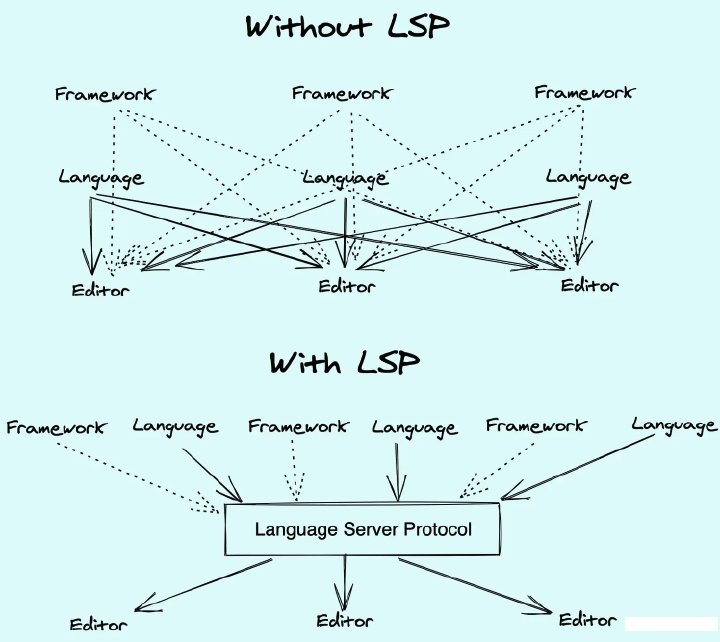 Without LSP
Framework Framework Framework
Language Language Language
Editor Editor Editor
With LSP
Framework Language Framework Language Framework Language
Language Server Protocol
Editor Editor Editor